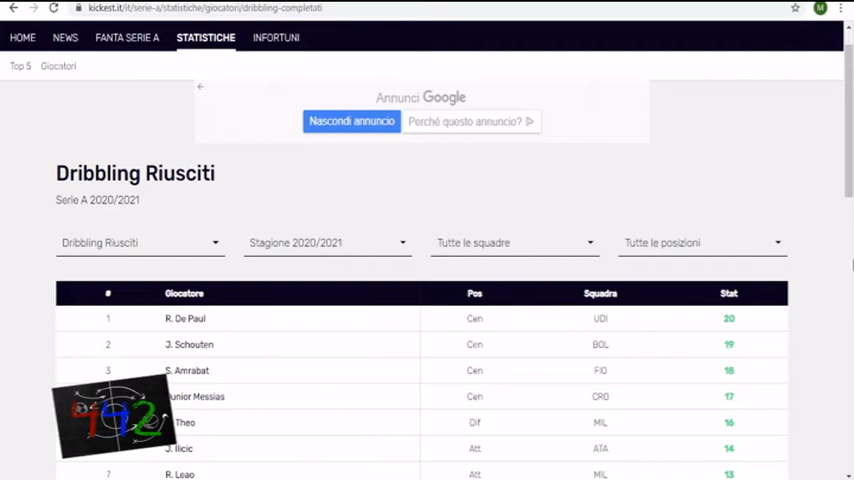 kickest.it/it/serie-a/statistiche/giocatori/dribbling-completati
M
HOME NEWS FANTA SERIE A STATISTICHE INFORTUNI
Top 5 Giocatori
Annunci Google
Nascondi annuncio Perché questo annuncio?
Dribbling Riusciti
Serie A 2020/2021
Dribbling Riusciti Stagione 2020/2021 Tutte le squadre Tutte le posizioni
# Giocatore Pos Squadra Stat
1 R. De Paul Cen UDI 20
2 J. Schouten Cen BOL 19
3 S. Amrabat Cen FIO 18
Junior Messias Cen CRO 17
Theo Dif MIL 16
J. Ilicic Att ATA 14
7 R. Leao Att MIL 13
442